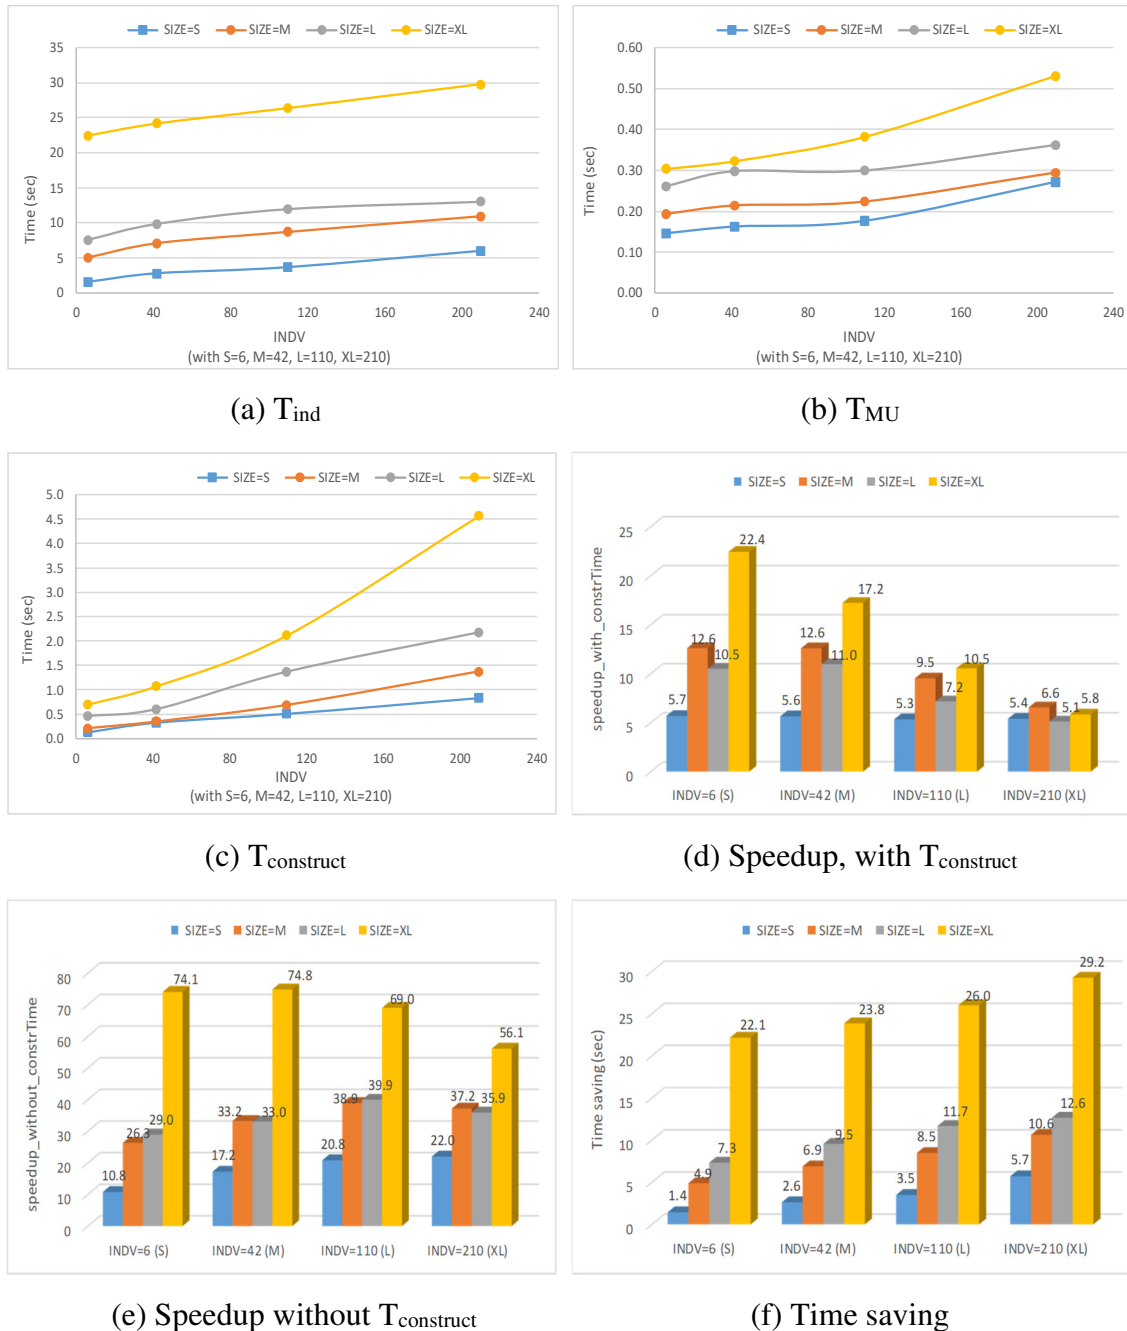 SIZE=S SIZE=M SIZE=L SIZE=XL
35
30
25
20
15
10
5
0
Time (sec)
0 40 80 120 160 200 240
INDV
(with S=6, M=42, L=110, XL=210)
(a) Tind
SIZE=S SIZE=M SIZE=L SIZE=XL
0.60
0.50
0.40
0.30
0.20
0.10
0.00
Time (sec)
0 40 80 120 160 200 240
INDV
(with S=6, M=42, L=110, XL=210)
(b) TMU
SIZE=S SIZE=M SIZE=L SIZE=XL
5.0
4.5
4.0
3.5
3.0
2.5
2.0
1.5
1.0
0.5
0.0
Time (sec)
0 40 80 120 160 200 240
INDV
(with S=6, M=42, L=110, XL=210)
(c) Tconstruct
SIZE=S SIZE=M SIZE=L SIZE=XL
25
20
15
10
5
0
speedup_with_constrTime
5.7 12.6 10.5 22.4
5.6 12.6 11.0 17.2
5.3 9.5 7.2 10.5
5.4 6.6 5.1 5.8
INDV=6 (S) INDV=42 (M) INDV=110 (L) INDV=210 (XL)
(d) Speedup, with Tconstruct
SIZE=S SIZE=M SIZE=L SIZE=XL
80
70
60
50
40
30
20
10
0
speedup_without_constrTime
10.8 26.3 29.0 74.1
17.2 33.2 33.0 74.8
20.8 38.9 39.9 69.0
22.0 37.2 35.9 56.1
INDV=6 (S) INDV=42 (M) INDV=110 (L) INDV=210 (XL)
(e) Speedup without Tconstruct
SIZE=S SIZE=M SIZE=L SIZE=XL
30
25
20
15
10
5
0
Time saving (sec)
1.4 4.9 7.3 22.1
2.6 6.9 9.5 23.8
3.5 8.5 11.7 26.0
5.7 10.6 12.6 29.2
INDV=6 (S) INDV=42 (M) INDV=110 (L) INDV=210 (XL)
(f) Time saving